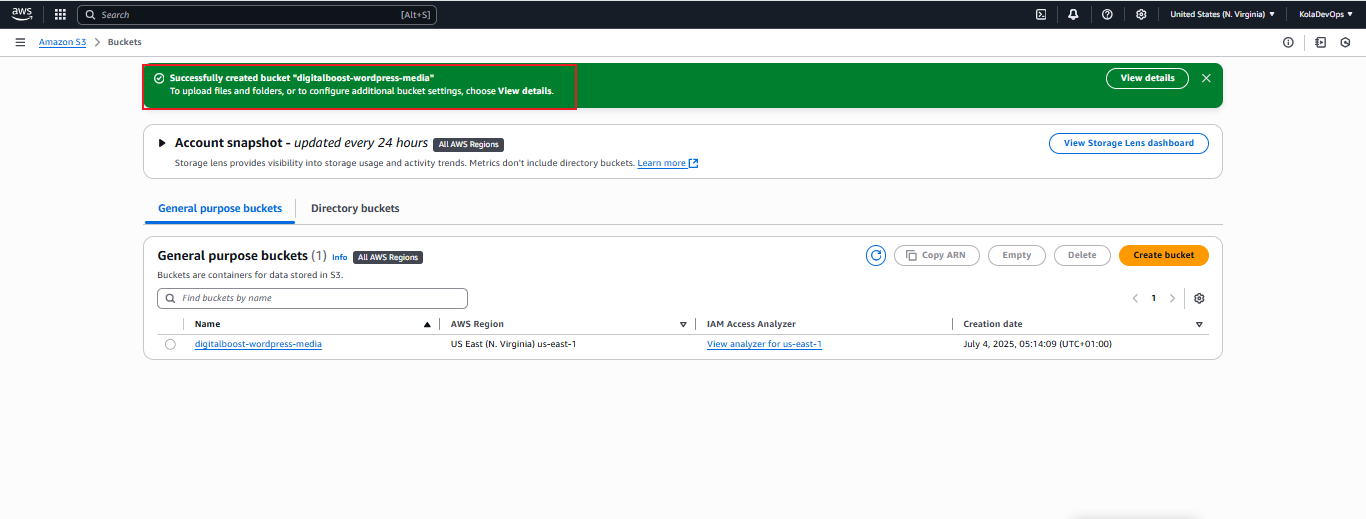 aws
Search [Alt+S]
United States (N. Virginia)
KolaDevOps
Amazon S3
Buckets
Successfully created bucket "digitalboost-wordpress-media"
To upload files and folders, or to configure additional bucket settings, choose View details.
View details
Account snapshot - updated every 24 hours All AWS Regions
View Storage Lens dashboard
Storage lens provides visibility into storage usage and activity trends. Metrics don't include directory buckets. Learn more
General purpose buckets Directory buckets
General purpose buckets (1) Info All AWS Regions
Copy ARN Empty Delete Create bucket
Buckets are containers for data stored in S3.
Find buckets by name
1
Name AWS Region IAM Access Analyzer Creation date
digitalboost-wordpress-media US East (N. Virginia) us-east-1 View analyzer for us-east-1 July 4, 2025, 05:14:09 (UTC+01:00)